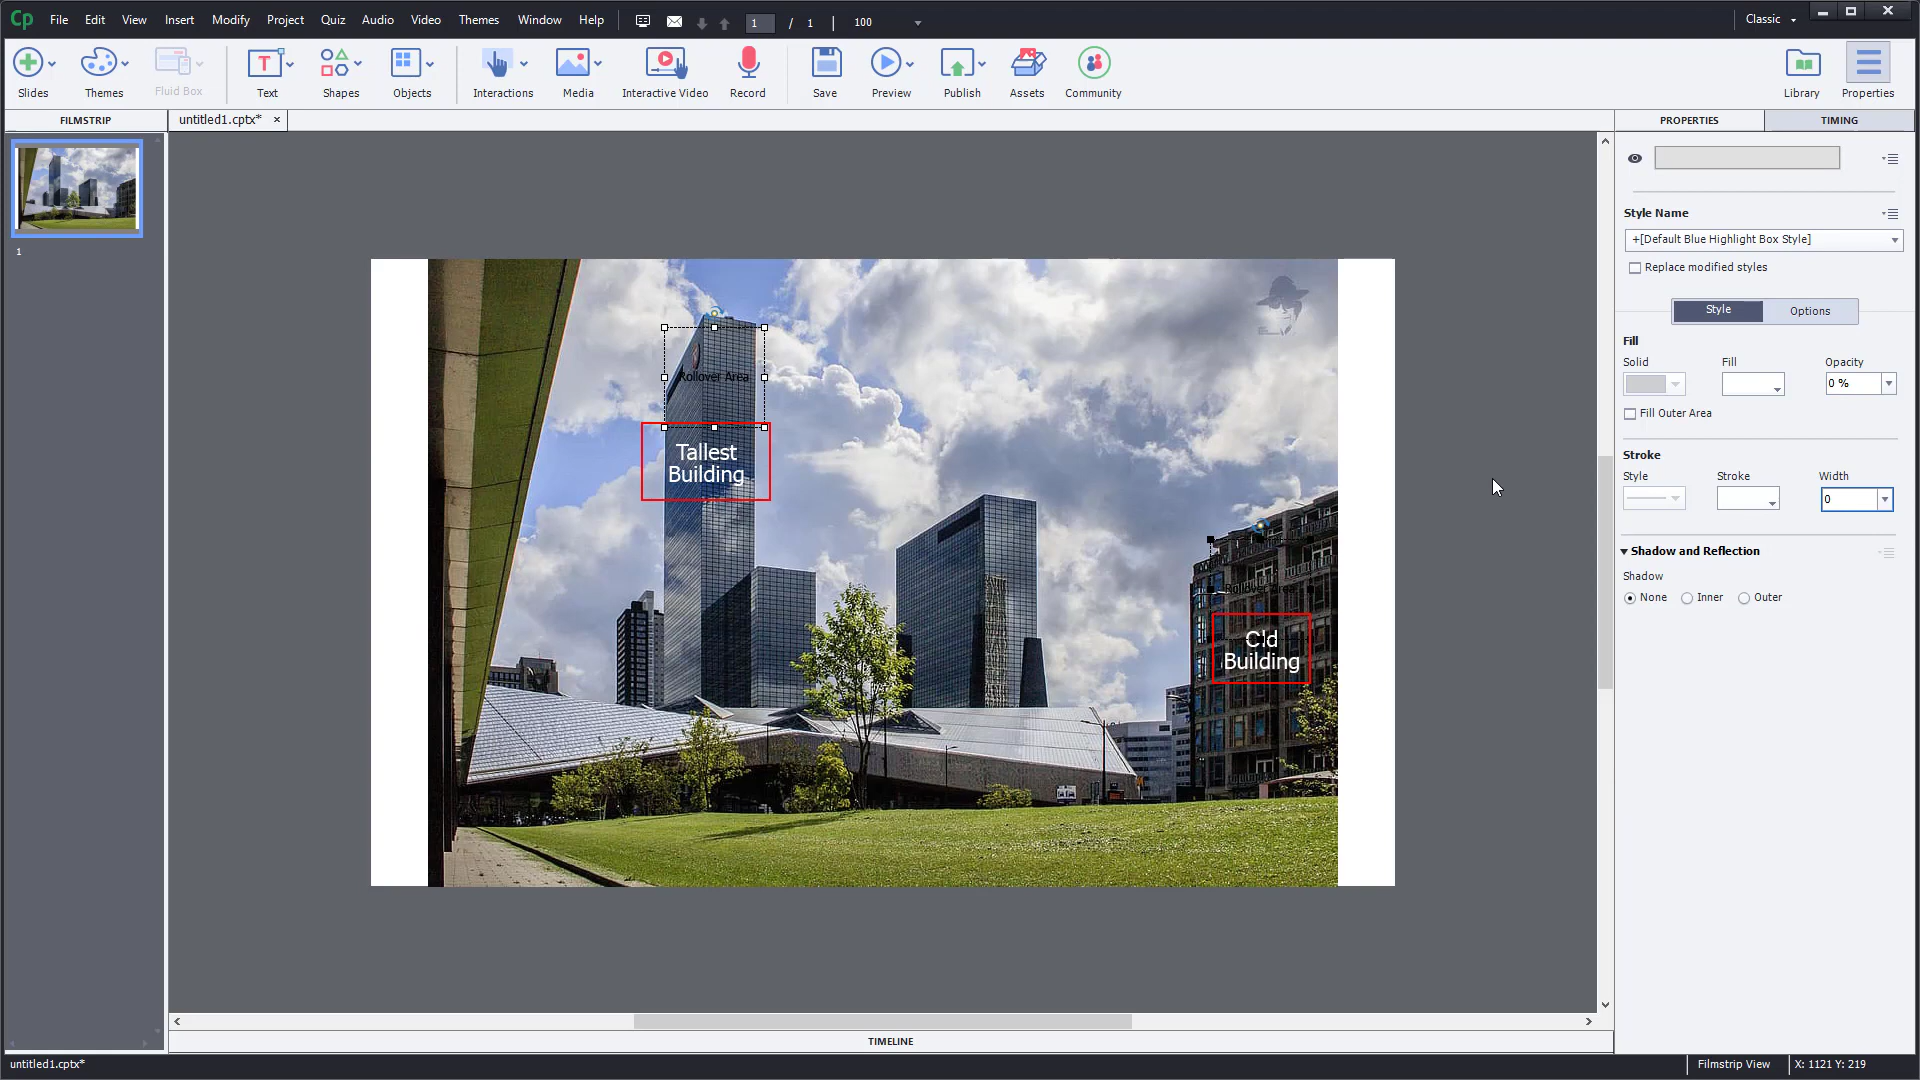 Cp File Edit View Insert Modify Project Quiz Audio Video Themes Window Help 1 / 1 100 Classic
Slides Themes Fluid Box Text Shapes Objects Interactions Media Interactive Video Record Save Preview Publish Assets Community Library Properties
FILMSTRIP untitled1.cptx* × PROPERTIES TIMING
1
Style Name
+[Default Blue Highlight Box Style]
Replace modified styles
Style Options
Fill
Solid Fill Opacity
0 %
Fill Outer Area
Stroke
Style Stroke Width
0
Shadow and Reflection
Shadow
None Inner Outer
Rollover Area
Tallest
Building
Rollover Area
Old
Building
TIMELINE
untitled1.cptx* Filmstrip View X: 1121 Y: 219